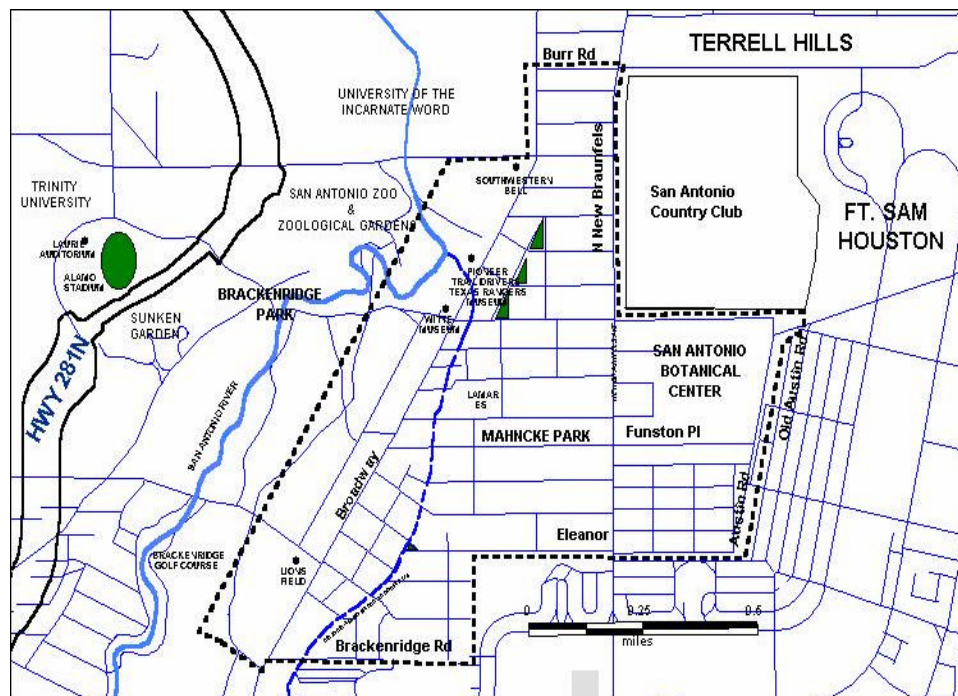 Burr Rd
TERRELL HILLS
UNIVERSITY OF THE
INCARNATE WORD
N New Braunfels
SOUTHWESTERN
BELL
TRINITY
UNIVERSITY
SAN ANTONIO ZOO
&
ZOOLOGICAL GARDENS
San Antonio
Country Club
FT. SAM
HOUSTON
LAURIE
AUDITORIUM
ALAMO
STADIUM
PIONEER
TRAIL DRIVERS
TEXAS RANGERS
MUSEUM
BRACKENRIDGE
PARK
SUNKEN
GARDEN
WITTE
MUSEUM
HWY 281N
SAN ANTONIO
BOTANICAL
CENTER
Old Austin Rd
LAMAR
ES
MAHNCKE PARK
Funston Pl
SAN ANTONIO RIVER
Broadway
Austin Rd
Eleanor
BRACKENRIDGE
GOLF COURSE
LIONS
FIELD
0
0.25
0.5
miles
Brackenridge Rd